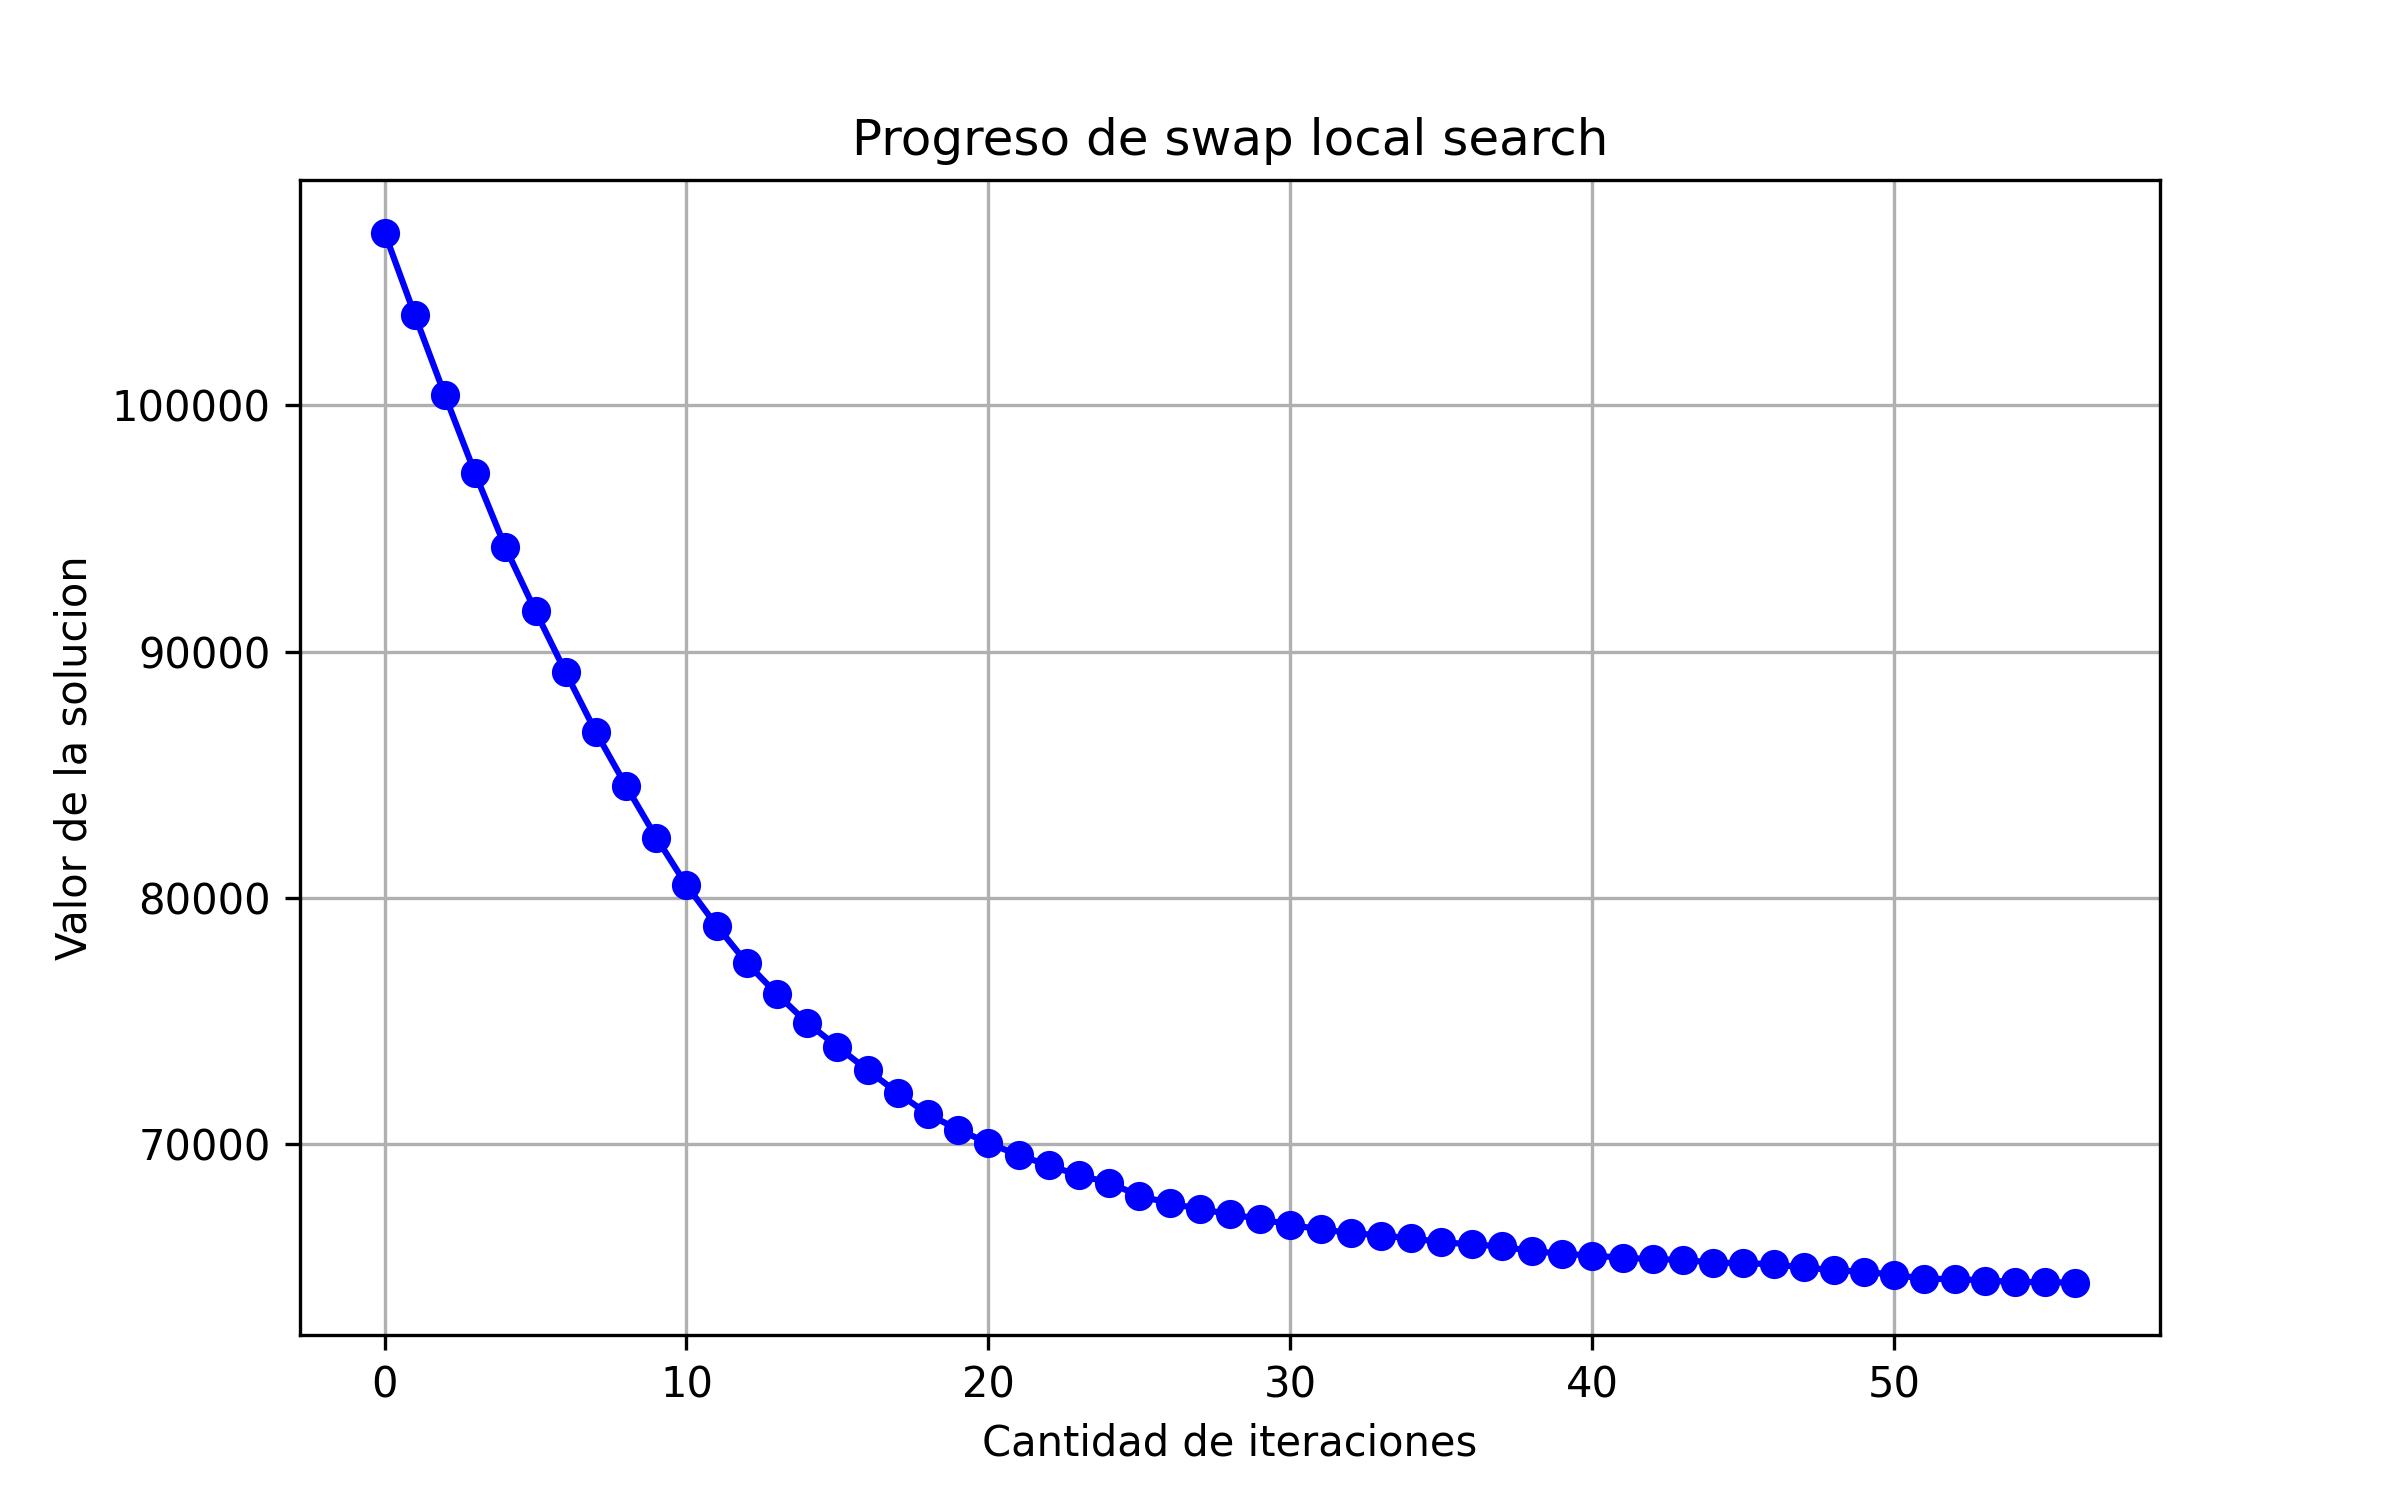 Progreso de swap local search
Valor de la solucion
100000
90000
80000
70000
0 10 20 30 40 50
Cantidad de iteraciones